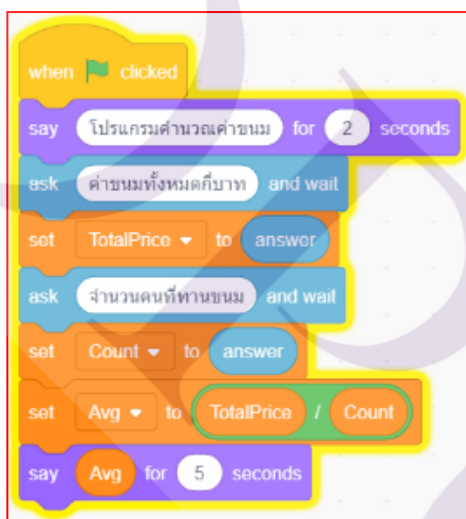 when clicked
say โปรแกรมคำนวณค่าขนม for 2 seconds
ask ค่าขนมทั้งหมดกี่บาท and wait
set TotalPrice to answer
ask จำนวนคนที่ทานขนม and wait
set Count to answer
set Avg to TotalPrice / Count
say Avg for 5 seconds